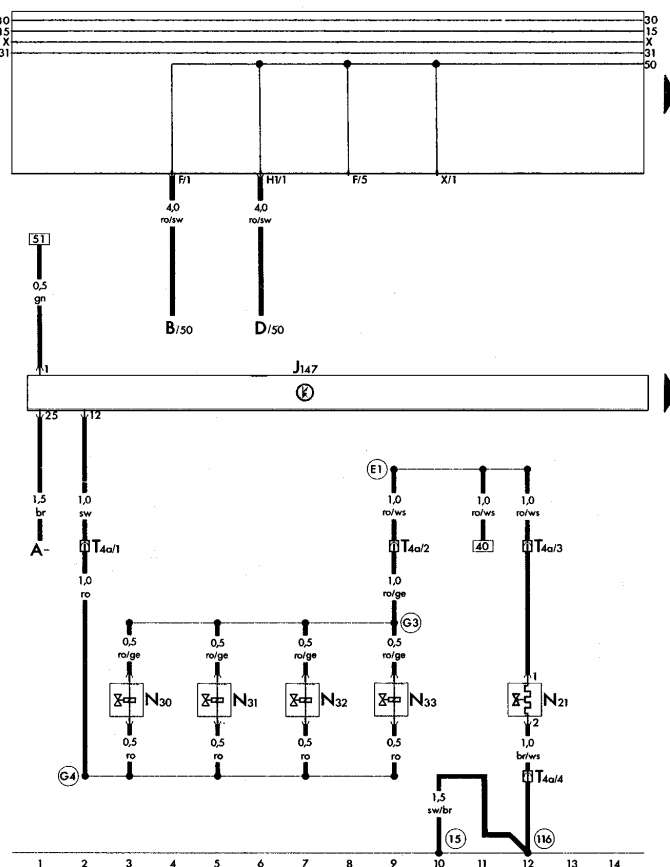 30 30
15 15
X X
31 31
50
F/1 H1/1 F/5 X/1
4,0 4,0
ro/sw ro/sw
51
0,5
gn
B/50 D/50
1 J147
25 12
E1
1,5 1,0 1,0 1,0 1,0
br sw ro/ws ro/ws ro/ws
A- T4a/1 T4a/2 40 T4a/3
1,0 1,0
ro ro/ge
G3
0,5 0,5 0,5 0,5
ro/ge ro/ge ro/ge ro/ge
1
N30 N31 N32 N33 N21
2
0,5 0,5 0,5 0,5 1,0
ro ro ro ro br/ws
G4 T4a/4
1,5
sw/br
15 116
1 2 3 4 5 6 7 8 9 10 11 12 13 14